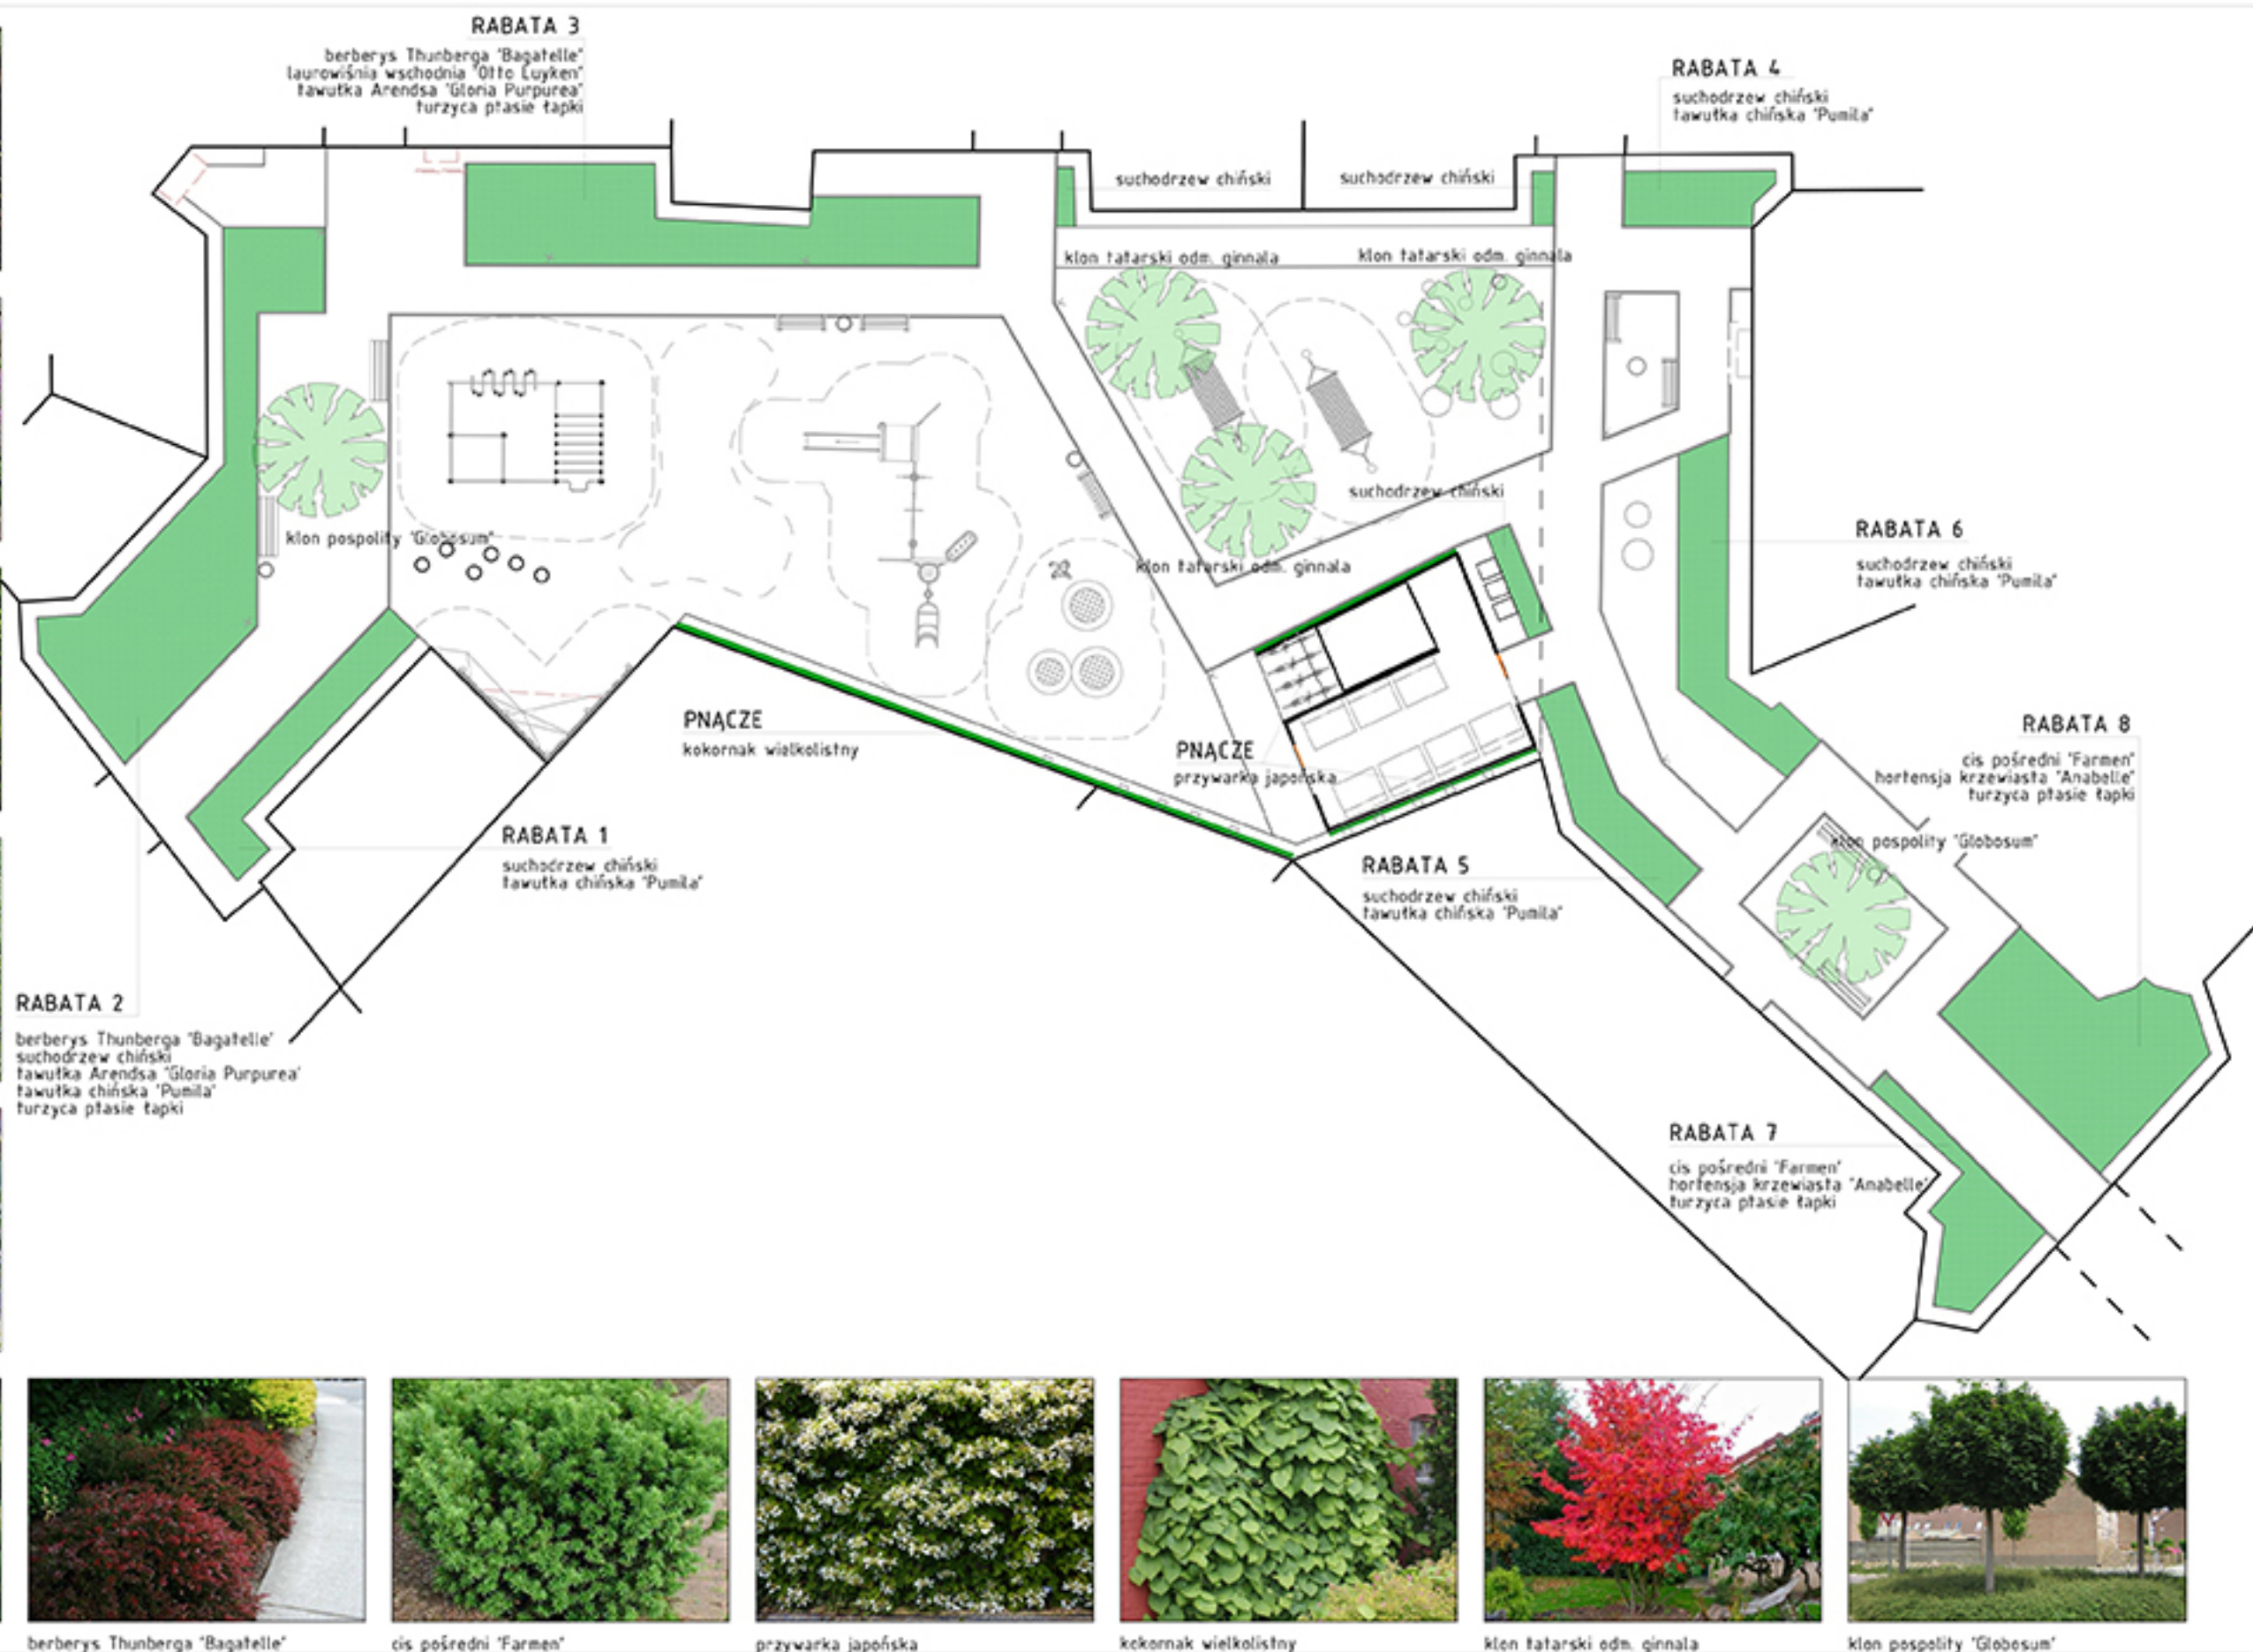 RABATA 3
berberys Thunberga "Bagatelle"
laurowiśnia wschodnia "Otto Luyken"
tawułka Arendsa "Gloria Purpurea"
turzyca ptasie łapki
RABATA 4
suchodrzew chiński
tawułka chińska "Pumila"
suchodrzew chiński
suchodrzew chiński
klon tatarski odm. ginnala
klon tatarski odm. ginnala
suchodrzew chiński
klon pospolity "Globosum"
klon tatarski odm. ginnala
RABATA 6
suchodrzew chiński
tawułka chińska "Pumila"
PNĄCZE
kokornak wielkolistny
PNĄCZE
przywarka japońska
RABATA 8
cis pośredni "Farmen"
hortensja krzewiasta "Anabelle"
turzyca ptasie łapki
klon pospolity "Globosum"
RABATA 1
suchodrzew chiński
tawułka chińska "Pumila"
RABATA 5
suchodrzew chiński
tawułka chińska "Pumila"
RABATA 2
berberys Thunberga "Bagatelle"
suchodrzew chiński
tawułka Arendsa "Gloria Purpurea"
tawułka chińska "Pumila"
turzyca ptasie łapki
RABATA 7
cis pośredni "Farmen"
hortensja krzewiasta "Anabelle"
turzyca ptasie łapki
berberys Thunberga "Bagatelle"
cis pośredni "Farmen"
przywarka japońska
kokornak wielkolistny
klon tatarski odm. ginnala
klon pospolity "Globosum"